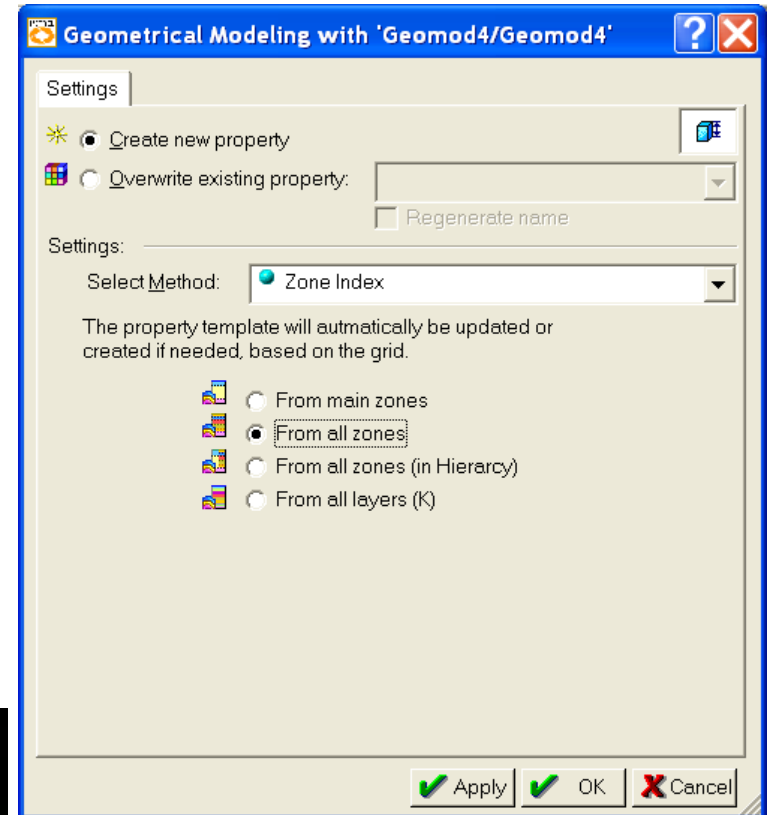 Geometrical Modeling with 'Geomod4/Geomod4'
Settings
Create new property
Overwrite existing property:
Regenerate name
Settings:
Select Method: Zone Index
The property template will autmatically be updated or
created if needed, based on the grid.
From main zones
From all zones
From all zones (in Hierarcy)
From all layers (K)
Apply OK Cancel